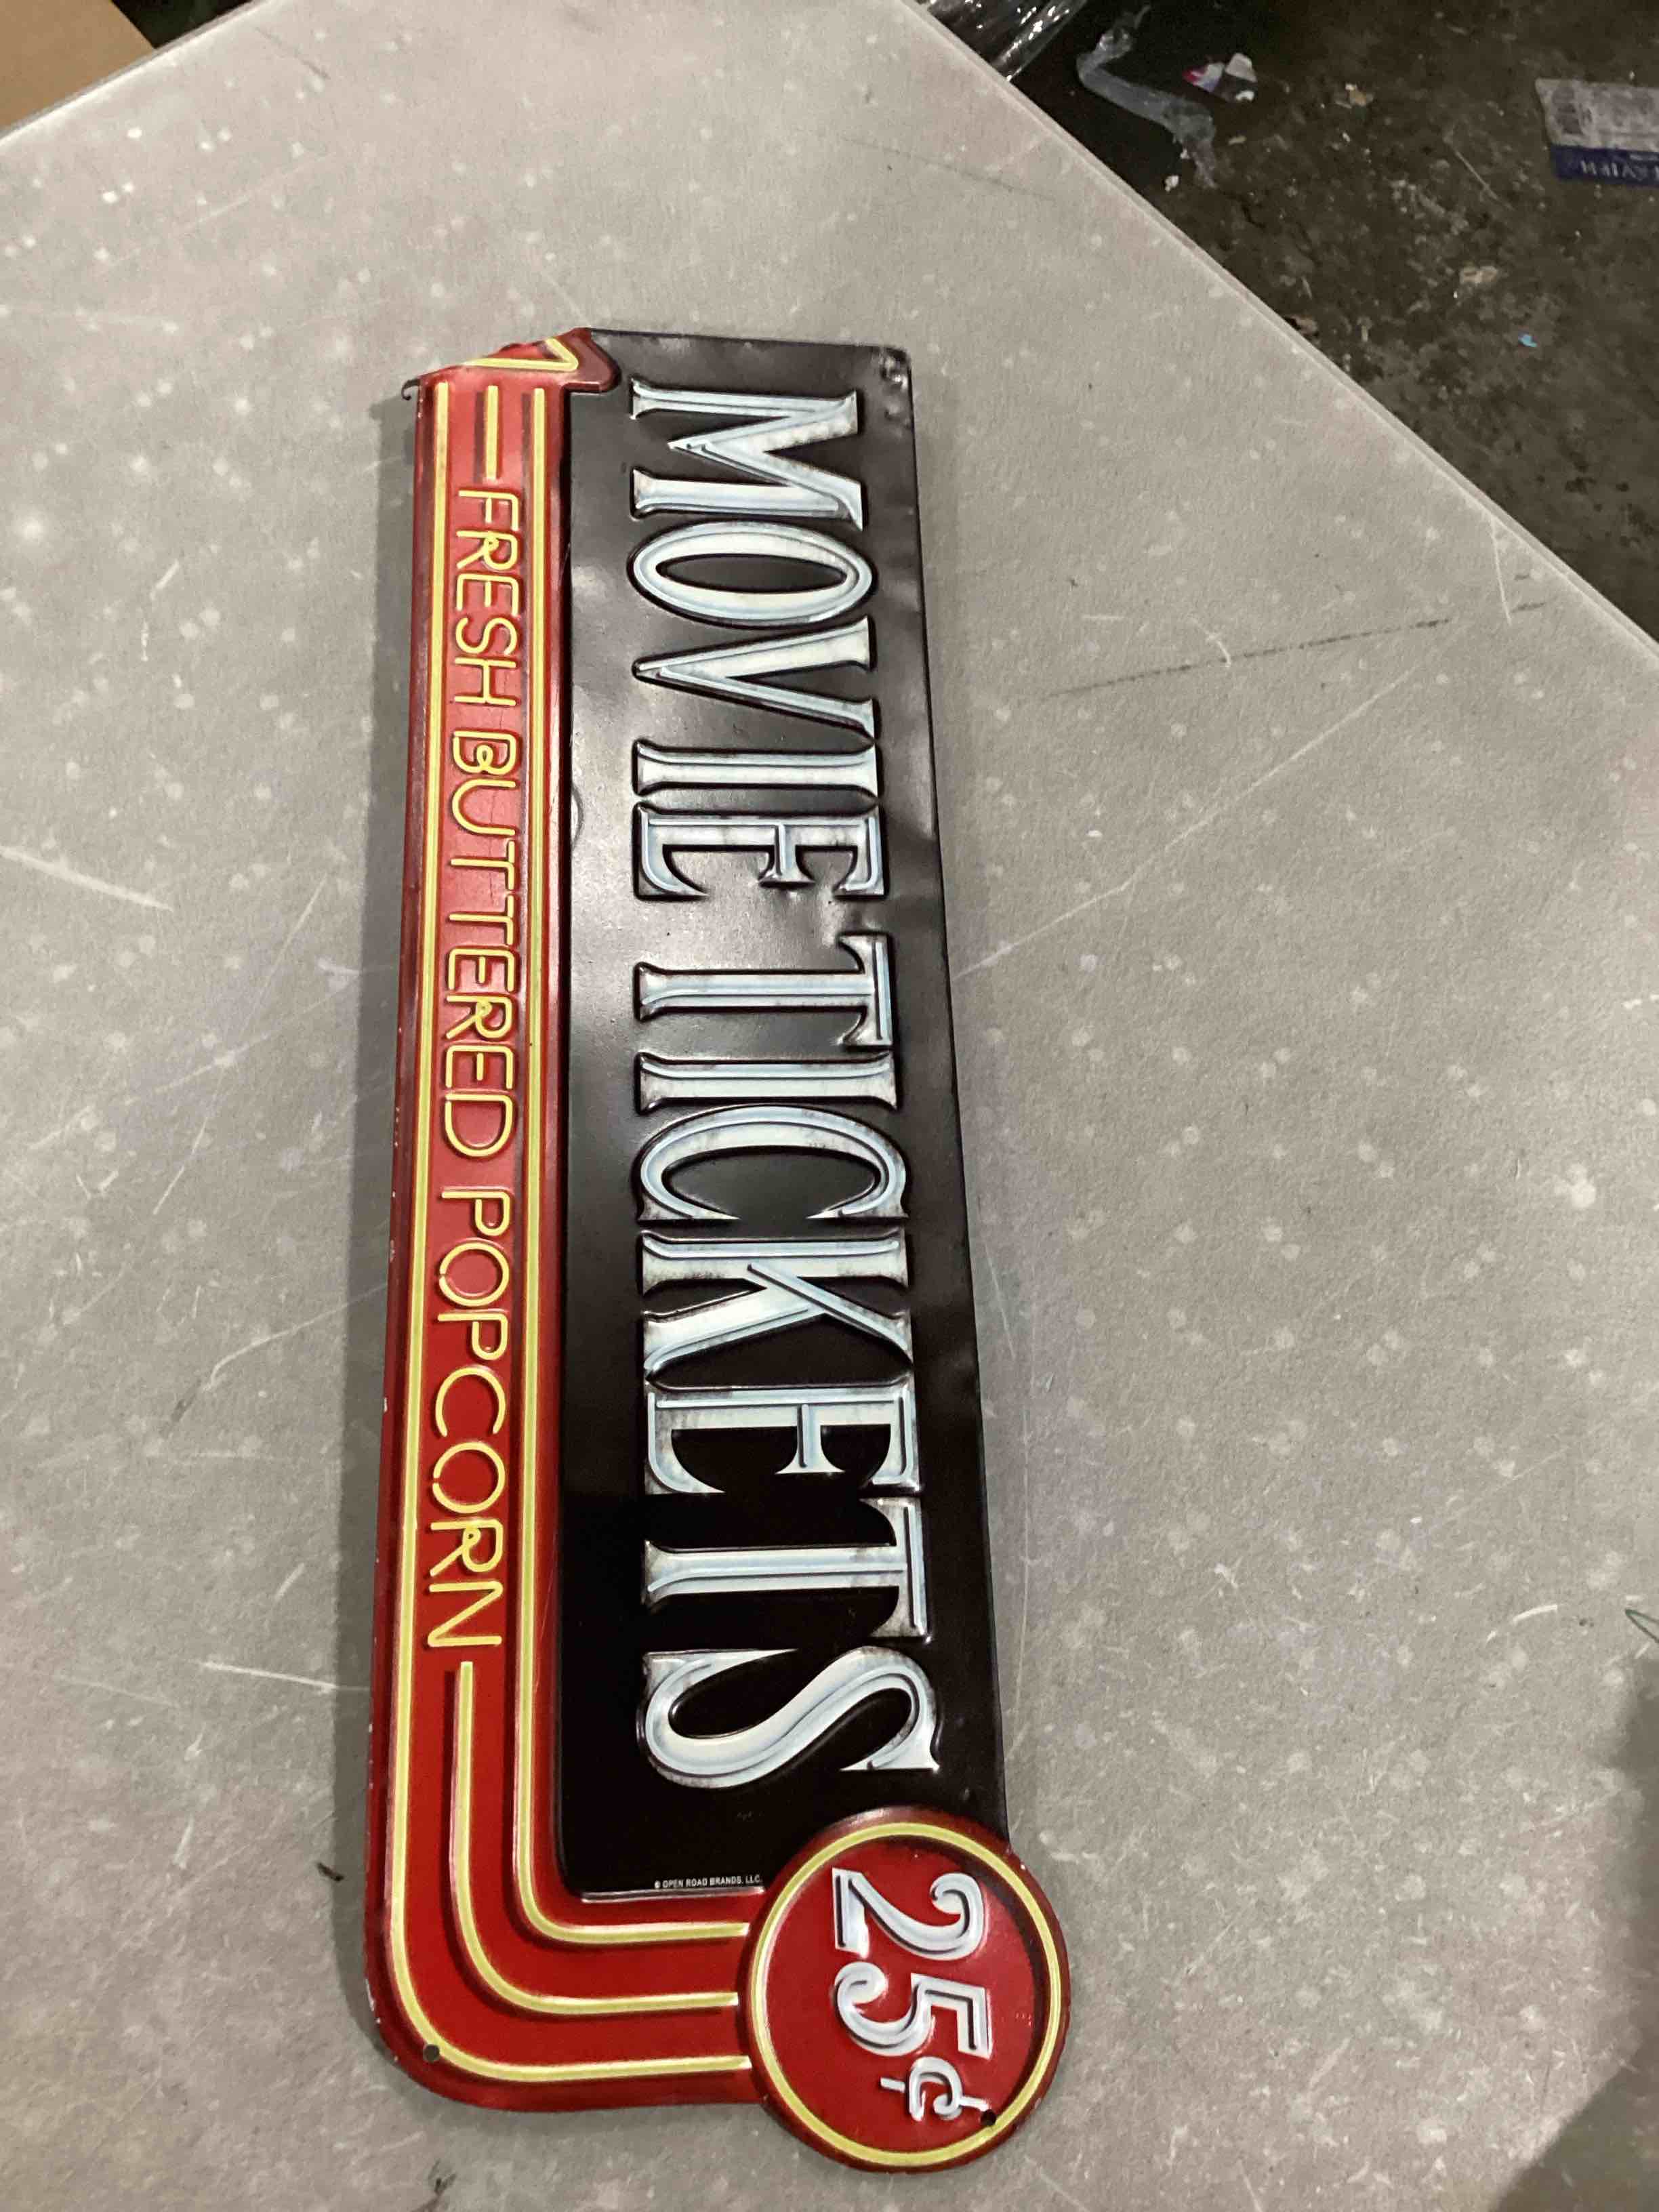 MOVIE TICKETS
25¢
© OPEN ROAD BRANDS, LLC.
FRESH BUTTERED POPCORN